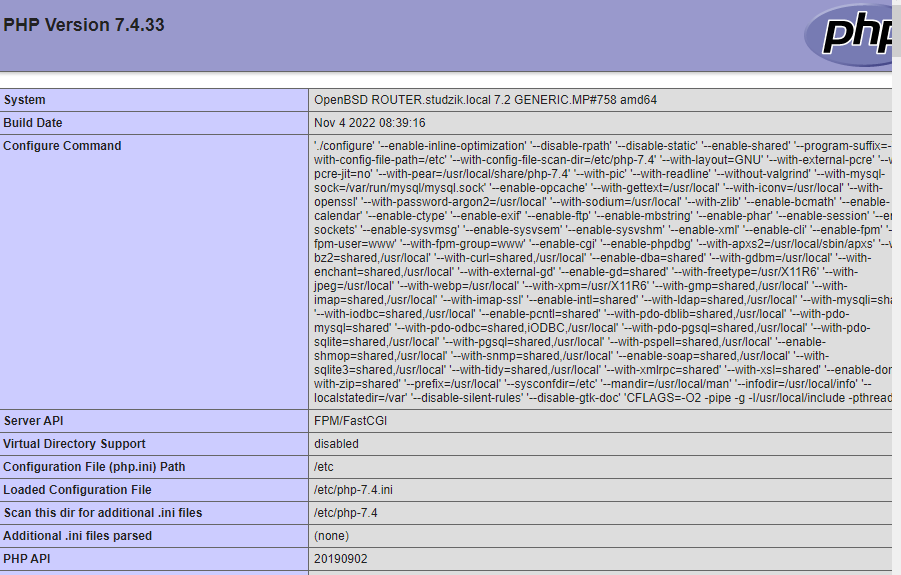 PHP Version 7.4.33
php
System OpenBSD ROUTER.studzik.local 7.2 GENERIC.MP#758 amd64
Build Date Nov 4 2022 08:39:16
Configure Command './configure' '--enable-inline-optimization' '--disable-rpath' '--disable-static' '--enable-shared' '--program-suffix=-
with-config-file-path=/etc' '--with-config-file-scan-dir=/etc/php-7.4' '--with-layout=GNU' '--with-external-pcre' '--w
pcre-jit=no' '--with-pear=/usr/local/share/php-7.4' '--with-pic' '--with-readline' '--without-valgrind' '--with-mysql-
sock=/var/run/mysql/mysql.sock' '--enable-opcache' '--with-gettext=/usr/local' '--with-iconv=/usr/local' '--with-
openssl' '--with-password-argon2=/usr/local' '--with-sodium=/usr/local' '--with-zlib' '--enable-bcmath' '--enable-
calendar' '--enable-ctype' '--enable-exif' '--enable-ftp' '--enable-mbstring' '--enable-phar' '--enable-session' '--en
sockets' '--enable-sysvmsg' '--enable-sysvsem' '--enable-sysvshm' '--enable-xml' '--enable-cli' '--enable-fpm' '-
fpm-user=www' '--with-fpm-group=www' '--enable-cgi' '--enable-phpdbg' '--with-apxs2=/usr/local/sbin/apxs' '--w
bz2=shared,/usr/local' '--with-curl=shared,/usr/local' '--enable-dba=shared' '--with-gdbm=/usr/local' '--with-
enchant=shared,/usr/local' '--with-external-gd' '--enable-gd=shared' '--with-freetype=/usr/X11R6' '--with-
jpeg=/usr/local' '--with-webp=/usr/local' '--with-xpm=/usr/X11R6' '--with-gmp=shared,/usr/local' '--with-
imap=shared,/usr/local' '--with-imap-ssl' '--enable-intl=shared' '--with-ldap=shared,/usr/local' '--with-mysqli=sha
'--with-iodbc=shared,/usr/local' '--enable-pcntl=shared' '--with-pdo-dblib=shared,/usr/local' '--with-pdo-
mysql=shared' '--with-pdo-odbc=shared,iODBC,/usr/local' '--with-pdo-pgsql=shared,/usr/local' '--with-pdo-
sqlite=shared,/usr/local' '--with-pgsql=shared,/usr/local' '--with-pspell=shared,/usr/local' '--enable-
shmop=shared,/usr/local' '--with-snmp=shared,/usr/local' '--enable-soap=shared,/usr/local' '--with-
sqlite3=shared,/usr/local' '--with-tidy=shared,/usr/local' '--with-xmlrpc=shared' '--with-xsl=shared' '--enable-dom
with-zip=shared' '--prefix=/usr/local' '--sysconfdir=/etc' '--mandir=/usr/local/man' '--infodir=/usr/local/info' '--
localstatedir=/var' '--disable-silent-rules' '--disable-gtk-doc' 'CFLAGS=-O2 -pipe -g -I/usr/local/include -pthread
Server API FPM/FastCGI
Virtual Directory Support disabled
Configuration File (php.ini) Path /etc
Loaded Configuration File /etc/php-7.4.ini
Scan this dir for additional .ini files /etc/php-7.4
Additional .ini files parsed (none)
PHP API 20190902